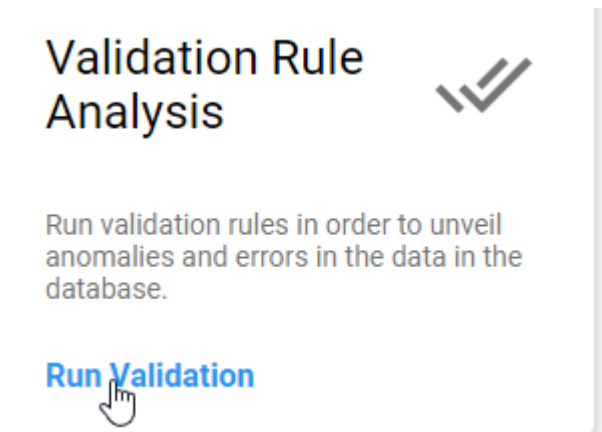 Validation Rule
Analysis
Run validation rules in order to unveil
anomalies and errors in the data in the
database.
Run Validation